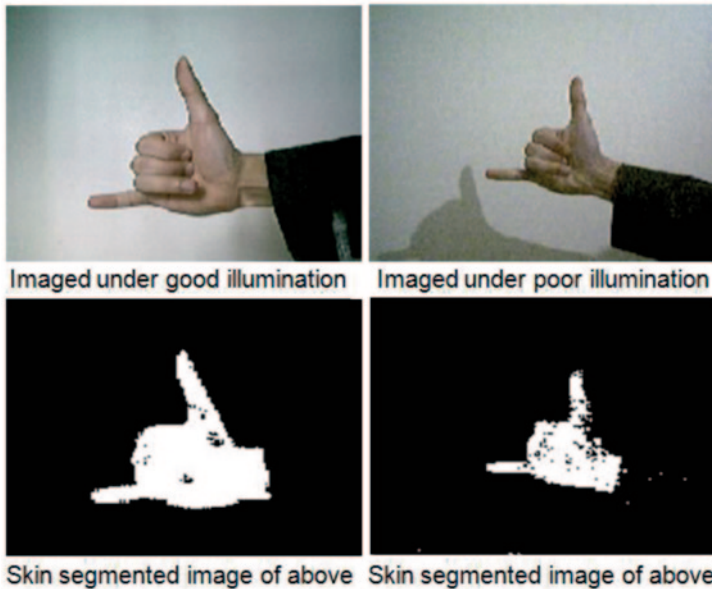 Imaged under good illumination
Imaged under poor illumination
Skin segmented image of above
Skin segmented image of above